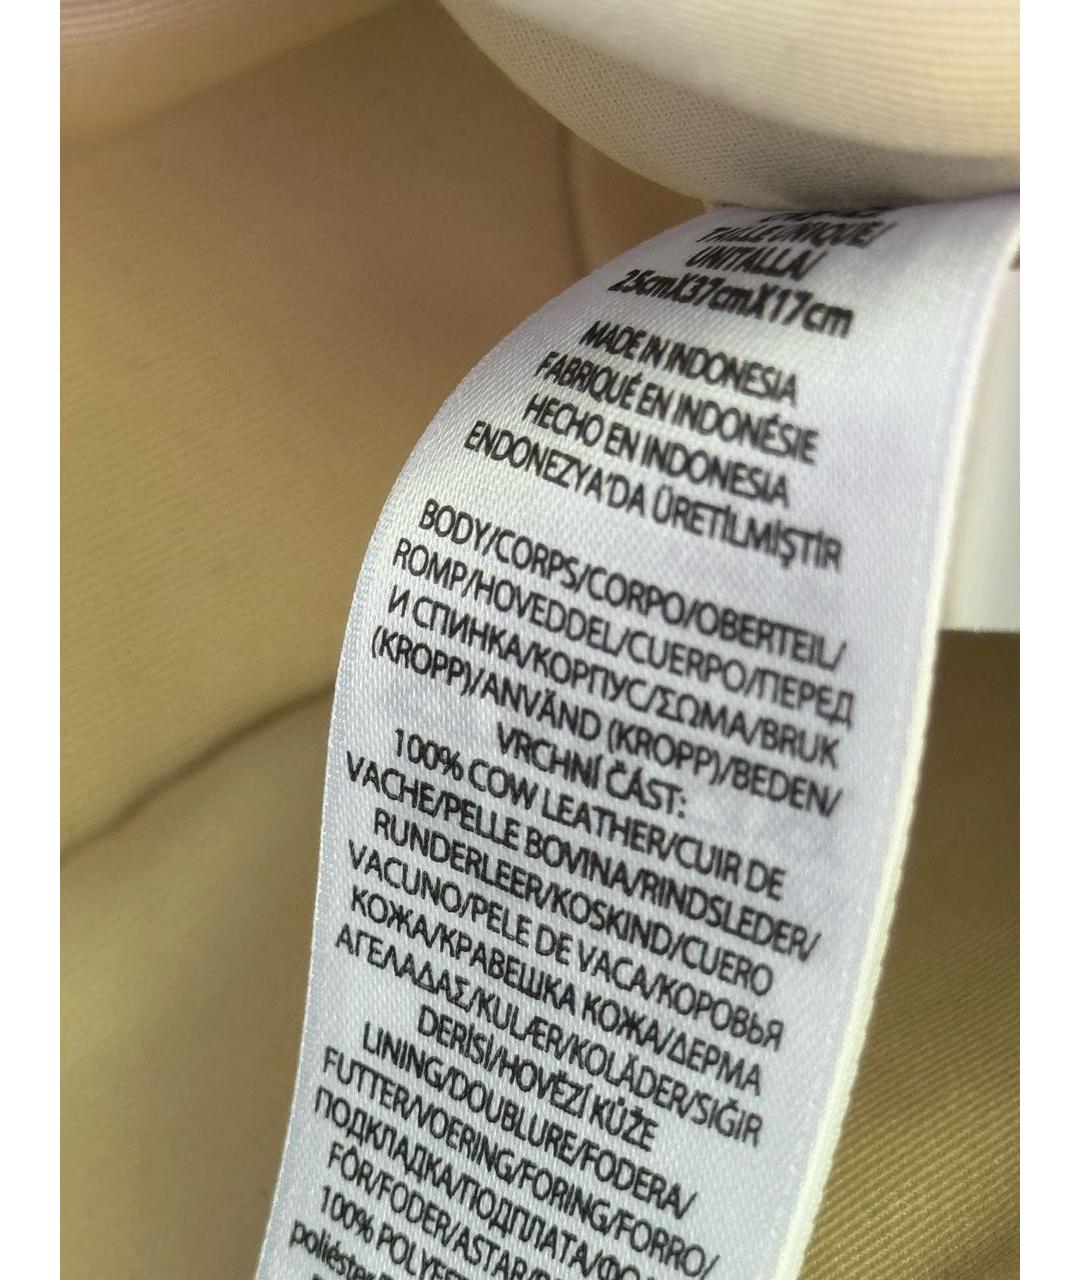 TAILLE UNIQUE/
UNITALLA/
25cmX37cmX17cm
MADE IN INDONESIA
FABRIQUÉ EN INDONÉSIE
HECHO EN INDONESIA
ENDONEZYA'DA ÜRETİLMİŞTİR
BODY/CORPS/CORPO/OBERTEIL/
ROMP/HOVEDDEL/CUERPO/ПЕРЕД
И СПИНКА/КОРПУС/ΣΩΜΑ/BRUK
(KROPP)/ANVÄND (KROPP)/BEDEN/
VRCHNÍ ČÁST:
100% COW LEATHER/CUIR DE
VACHE/PELLE BOVINA/RINDSLEDER/
RUNDERLEER/KOSKIND/CUERO
VACUNO/PELE DE VACA/КОРОВЬЯ
КОЖА/КРАВЕШКА КОЖА/ΔΕΡΜΑ
ΑΓΕΛΑΔΑΣ/KULÆR/KOLÄDER/SIĞIR
DERİSİ/HOVĚZÍ KŮŽE
LINING/DOUBLURE/FODERA/
FUTTER/VOERING/FORING/FORRO/
ПОДКЛАДКА/ПОДПЛАТА/
FÔR/FODER/ASTAR/
100%
poliéster